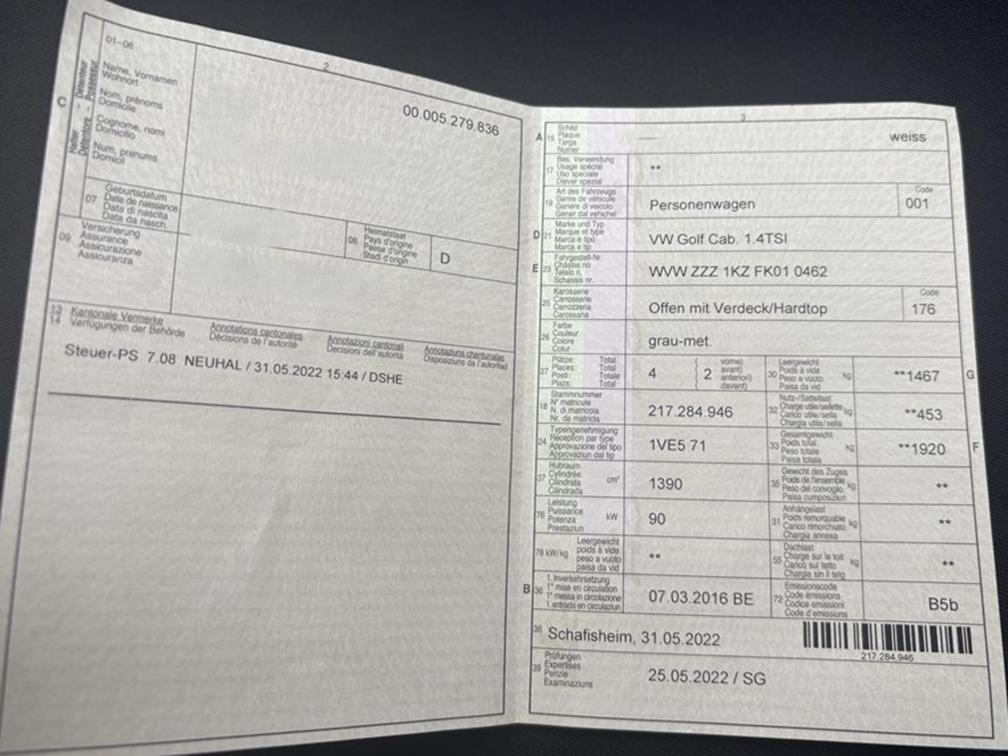 2
01-06
C
Halter Détenteur
Detentore Possessur
Name, Vornamen
Wohnort
Nom, prénoms
Domicile
Cognome, nomi
Domicilio
Num, prenums
Domicil
00.005.279.836
07
Geburtsdatum
Date de naissance
Data di nascita
Data da nasch.
08
Heimatstaat
Pays d'origine
Paese d'origine
Stadi d'origin
D
09
Versicherung
Assurance
Assicurazione
Assicuranza
13
14
Kantonale Vermerke
Verfügungen der Behörde
Annotations cantonales
Décisions de l'autorité
Annotazioni cantonali
Decisioni dell'autorità
Annotaziuns chantunalas
Disposiziuns da l'autoritad
Steuer-PS 7.08 NEUHAL / 31.05.2022 15:44 / DSHE
3
A 15
Schild
Plaque
Targa
Numer
weiss
17
Bes. Verwendung
Usage spécial
Uso speciale
Diever spezial
**
19
Art des Fahrzeugs
Genre de véhicule
Genere di veicolo
Gener dal vehichel
Personenwagen
Code
001
D 21
Marke und Typ
Marque et type
Marca e tipo
Marca e tip
VW Golf Cab. 1.4TSI
E 23
Fahrgestell-Nr.
Châssis no
Telaio n.
Schassis nr.
WVW ZZZ 1KZ FK01 0462
25
Karosserie
Carrosserie
Carrozzeria
Carossaria
Offen mit Verdeck/Hardtop
Code
176
26
Farbe
Couleur
Colore
Colur
grau-met.
27
Plätze: Total
Places: Total
Posti: Totale
Plazs: Total
4
2
vorne)
avant)
anteriori)
davant)
30
Leergewicht
Poids à vide
Peso a vuoto
Paisa da vid
kg
**1467
G
18
Stammnummer
N° matricule
N. di matricola
Nr. da matricla
217.284 946
32
Nutz-/Sattellast
Charge utile/sellette
Carico utile/sella
Chargia utila/sella
kg
**453
24
Typengenehmigung
Réception par type
Approvazione del tipo
Approvaziun dal tip
1VE5 71
33
Gesamtgewicht
Poids total
Peso totale
Paisa totala
kg
**1920
F
37
Hubraum
Cylindrée
Cilindrata
Cilindrada
cm³
1390
35
Gewicht des Zuges
Poids de l'ensemble
Peso del convoglio
Paisa cumposiziun
kg
**
76
Leistung
Puissance
Potenza
Prestaziun
kW
90
31
Anhängelast
Poids remorquable
Carico rimorchiato
Chargia annexa
kg
**
78 kW/kg
Leergewicht
poids à vide
peso a vuoto
paisa da vid
**
55
Dachlast
Charge sur le toit
Carico sul tetto
Chargia sin il tetg
kg
**
B 36
1. Inverkehrsetzung
1re mise en circulation
1a messa in circolazione
1. entrada en circulaziun
07.03.2016 BE
72
Emissionscode
Code émissions
Codice emissioni
Code d'emissiuns
B5b
38
Schafisheim, 31.05.2022
217.284.946
39
Prüfungen
Expertises
Perizie
Examinaziuns
25.05.2022 / SG